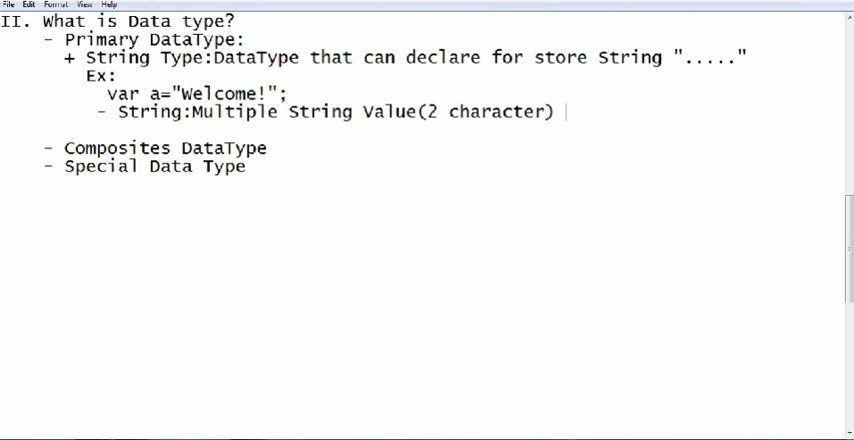 File Edit Format View Help
II. What is Data type?
- Primary DataType:
+ String Type:DataType that can declare for store String "....."
Ex:
var a="Welcome!";
- String:Multiple String Value(2 character)
- Composites DataType
- Special Data Type